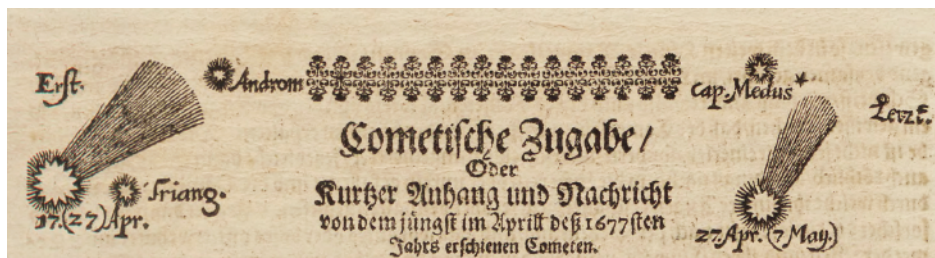 Erst.
Androm
Triang.
17.(27)Apr.
Cometische Zugabe/
Oder
Kurtzer Anhang und Nachricht
von dem jüngst im Aprill deß 1677sten
Jahrs erschienen Cometen.
Cap. Medus
Letzt.
27 Apr. (7 May.)